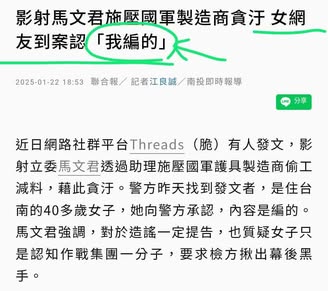 影射馬文君施壓國軍製造商貪汙 女網
友到案認「我編的」
2025-01-22 18:53 聯合報／ 記者江良誠／南投即時報導
分享
近日網路社群平台Threads（脆）有人發文，影
射立委馬文君透過助理施壓國軍護具製造商偷工
減料，藉此貪汙。警方昨天找到發文者，是住台
南的40多歲女子，她向警方承認，內容是編的。
馬文君強調，對於造謠一定提告，也質疑女子只
是認知作戰集團一分子，要求檢方揪出幕後黑
手。